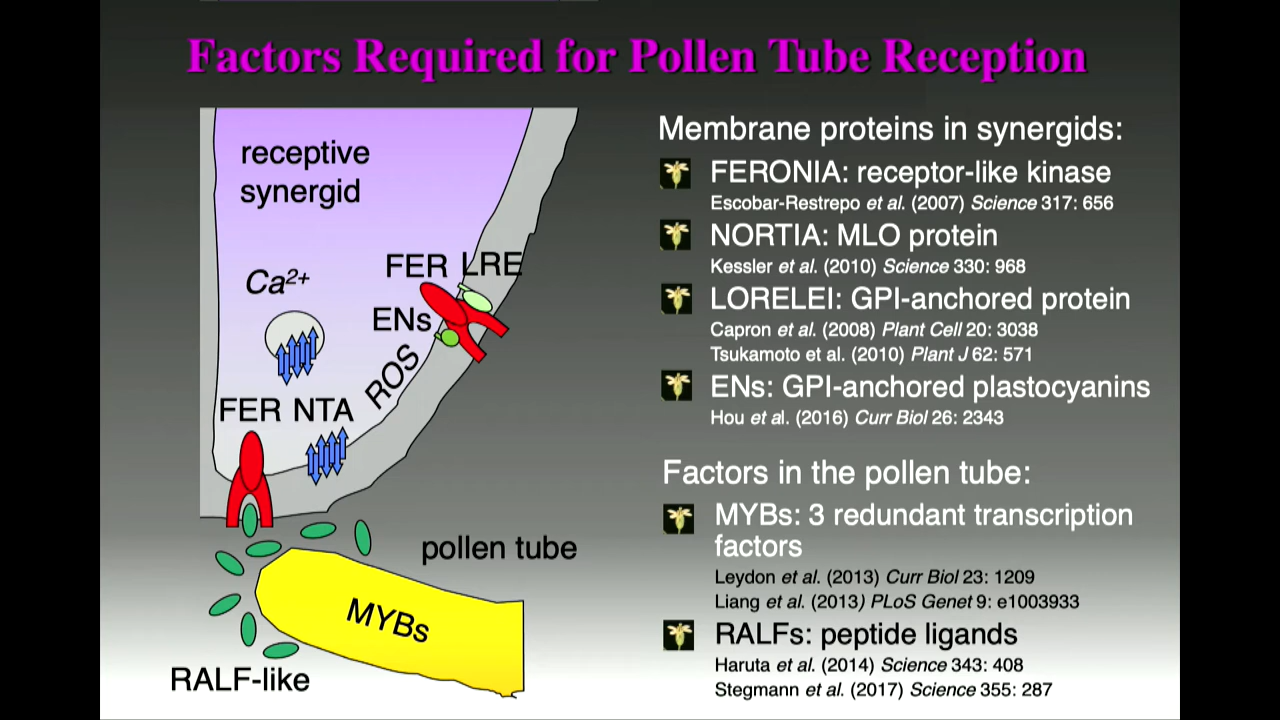 Factors Required for Pollen Tube Reception
receptive
synergid
Ca2+
FER LRE
ENs
ROS
FER NTA
pollen tube
MYBs
RALF-like
Membrane proteins in synergids:
FERONIA: receptor-like kinase
Escobar-Restrepo et al. (2007) Science 317: 656
NORTIA: MLO protein
Kessler et al. (2010) Science 330: 968
LORELEI: GPI-anchored protein
Capron et al. (2008) Plant Cell 20: 3038
Tsukamoto et al. (2010) Plant J 62: 571
ENs: GPI-anchored plastocyanins
Hou et al. (2016) Curr Biol 26: 2343
Factors in the pollen tube:
MYBs: 3 redundant transcription
factors
Leydon et al. (2013) Curr Biol 23: 1209
Liang et al. (2013) PLoS Genet 9: e1003933
RALFs: peptide ligands
Haruta et al. (2014) Science 343: 408
Stegmann et al. (2017) Science 355: 287